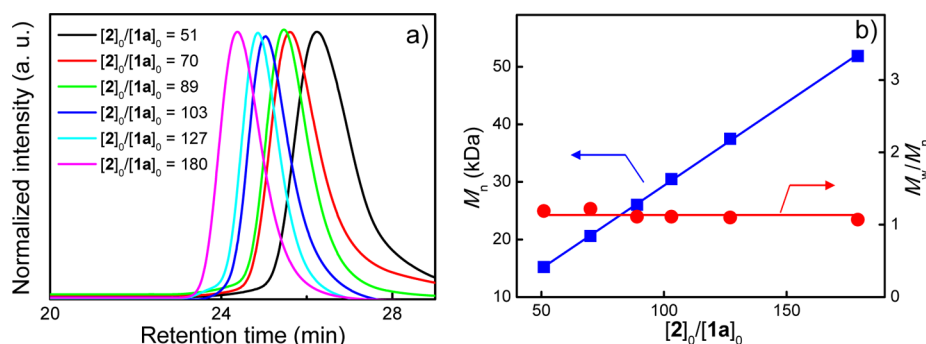 a)
[2]₀/[1a]₀ = 51
[2]₀/[1a]₀ = 70
[2]₀/[1a]₀ = 89
[2]₀/[1a]₀ = 103
[2]₀/[1a]₀ = 127
[2]₀/[1a]₀ = 180
Normalized intensity (a. u.)
20 24 28
Retention time (min)
b)
50
40
30
20
10
Mₙ (kDa)
3
2
1
0
M_w/Mₙ
50 100 150
[2]₀/[1a]₀